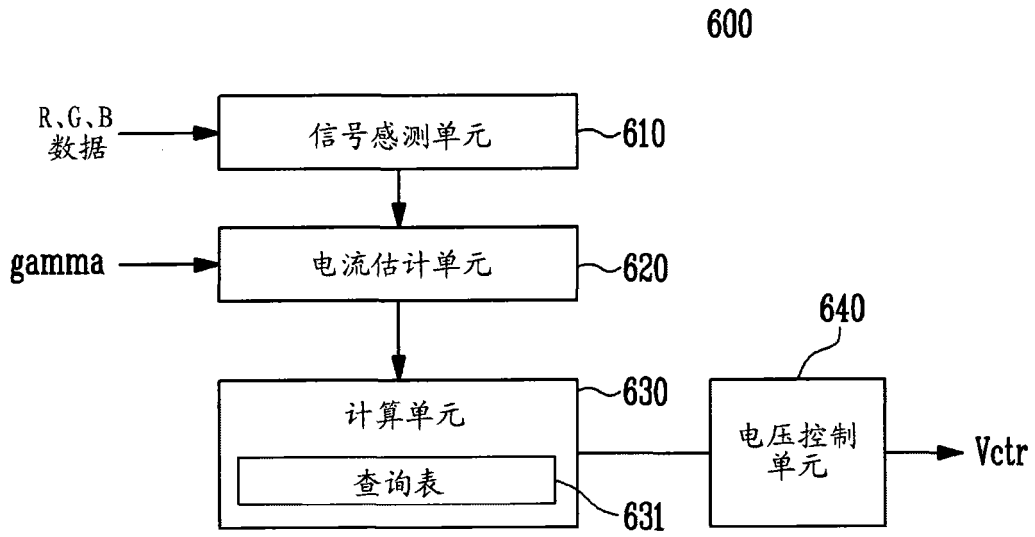 600
R、G、B
数据
信号感测单元
610
gamma
电流估计单元
620
640
630
计算单元
电压控制
单元
Vctr
查询表
631